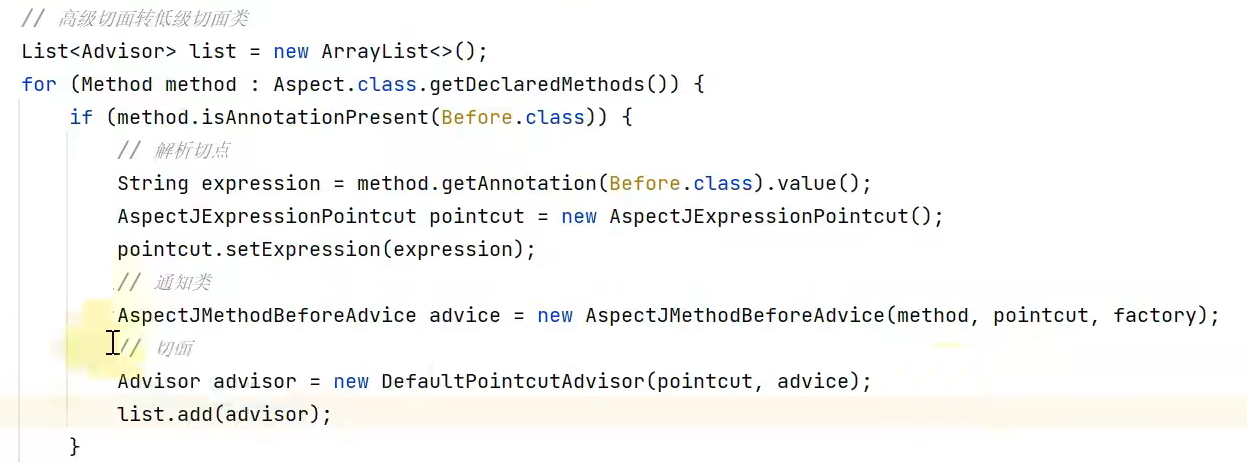 // 高级切面转低级切面类
List<Advisor> list = new ArrayList<>();
for (Method method : Aspect.class.getDeclaredMethods()) {
    if (method.isAnnotationPresent(Before.class)) {
        // 解析切点
        String expression = method.getAnnotation(Before.class).value();
        AspectJExpressionPointcut pointcut = new AspectJExpressionPointcut();
        pointcut.setExpression(expression);
        // 通知类
        AspectJMethodBeforeAdvice advice = new AspectJMethodBeforeAdvice(method, pointcut, factory);
        // 切面
        Advisor advisor = new DefaultPointcutAdvisor(pointcut, advice);
        list.add(advisor);
    }